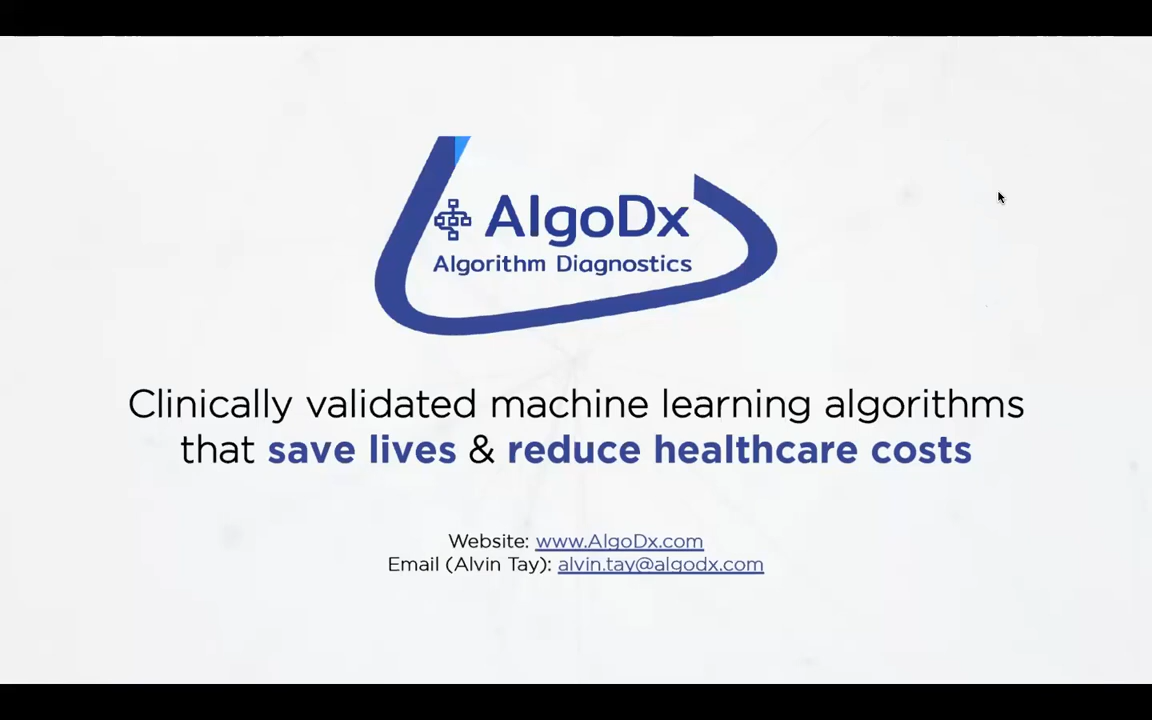 AlgoDx
Algorithm Diagnostics
Clinically validated machine learning algorithms
that save lives & reduce healthcare costs
Website: www.AlgoDx.com
Email (Alvin Tay): alvin.tay@algodx.com